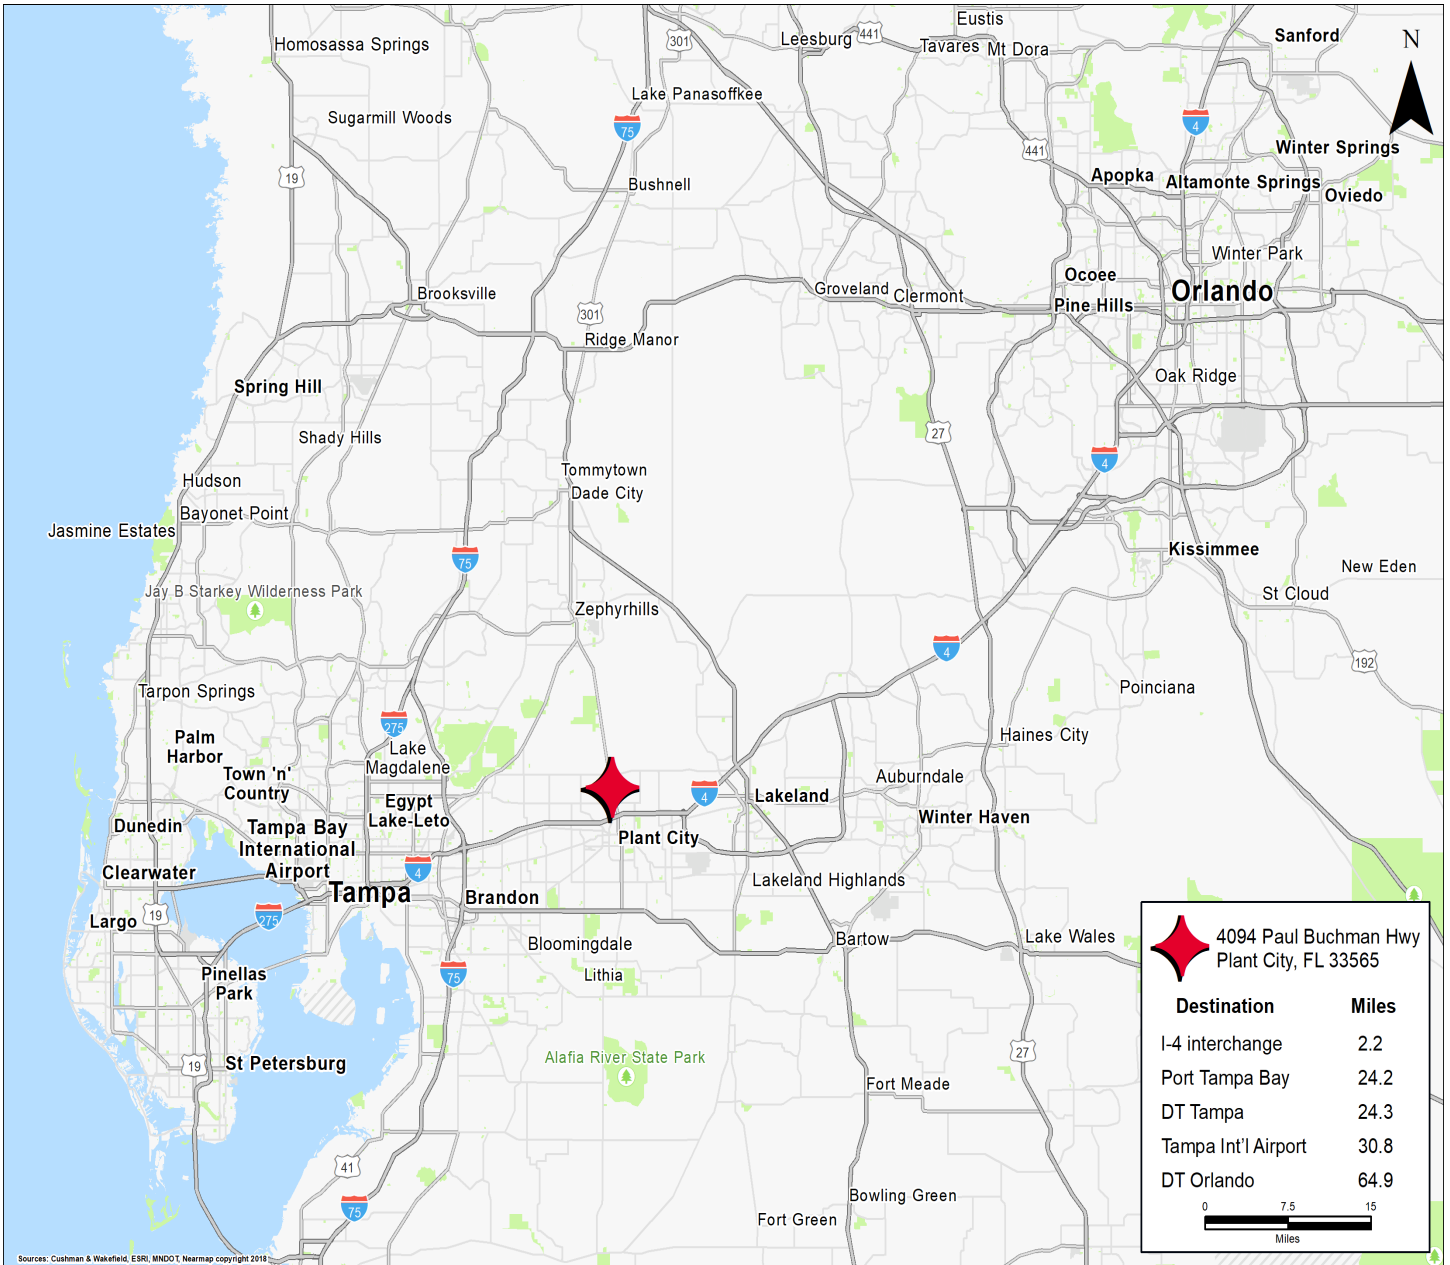 Eustis
Homosassa Springs
301
Leesburg
441
Tavares
Mt Dora
Sanford
N
Lake Panasoffkee
Sugarmill Woods
75
4
441
Winter Springs
19
Bushnell
Apopka
Altamonte Springs
Oviedo
Winter Park
Ocoee
Brooksville
Groveland
Clermont
Orlando
Pine Hills
301
Ridge Manor
Spring Hill
Oak Ridge
Shady Hills
27
4
Tommytown
Dade City
Hudson
Bayonet Point
Jasmine Estates
75
Kissimmee
New Eden
Jay B Starkey Wilderness Park
St Cloud
Zephyrhills
4
192
Tarpon Springs
Poinciana
275
Palm
Harbor
Lake
Magdalene
Haines City
Town 'n'
Country
Auburndale
4
Lakeland
Egypt
Lake-Leto
Winter Haven
Dunedin
Tampa Bay
International
Airport
Plant City
Clearwater
4
Lakeland Highlands
Tampa
Brandon
19
275
Largo
Bloomingdale
Bartow
Lake Wales
Lithia
75
Pinellas
Park
4094 Paul Buchman Hwy
Plant City, FL 33565
Destination Miles
I-4 interchange 2.2
Port Tampa Bay 24.2
DT Tampa 24.3
Tampa Int'l Airport 30.8
DT Orlando 64.9
0 7.5 15
Miles
19
St Petersburg
Alafia River State Park
27
Fort Meade
41
75
Bowling Green
Fort Green
Sources: Cushman & Wakefield, ESRI, MNDOT, Nearmap copyright 2018